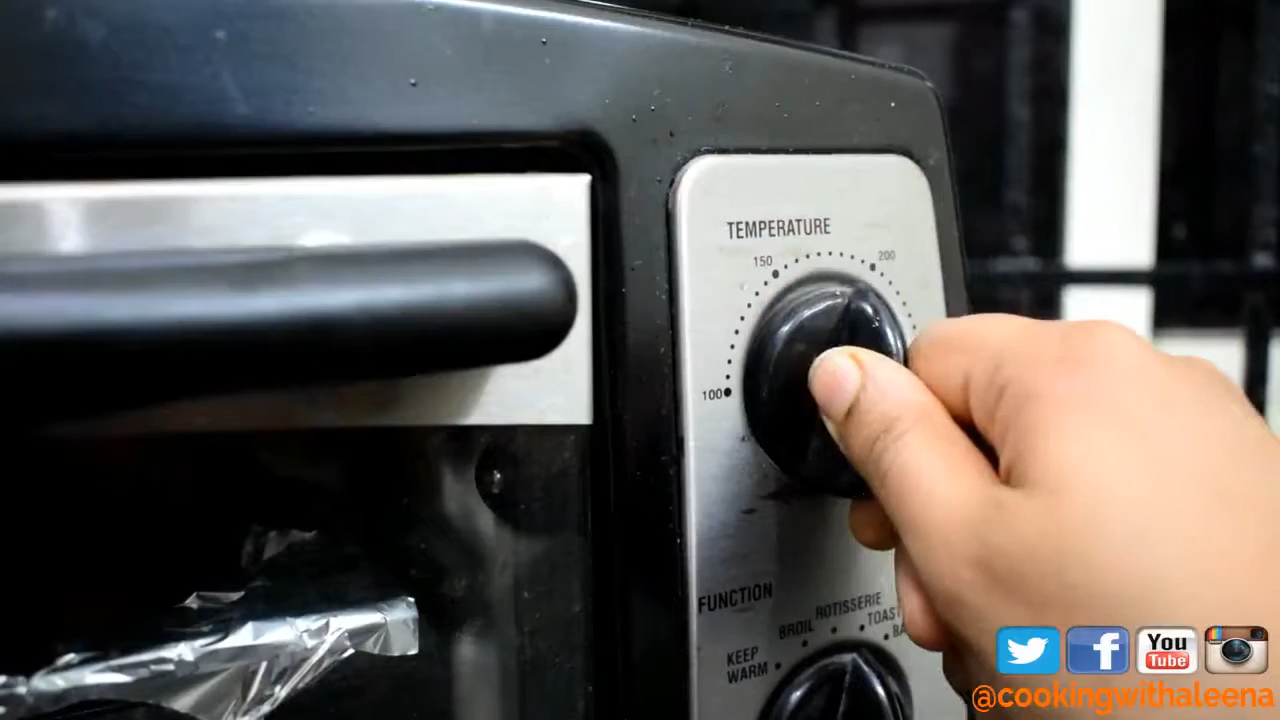 TEMPERATURE
150
200
100
FUNCTION
ROTISSERIE
BROIL
TOAST
KEEP
WARM
You
Tube
@cookingwithaleena